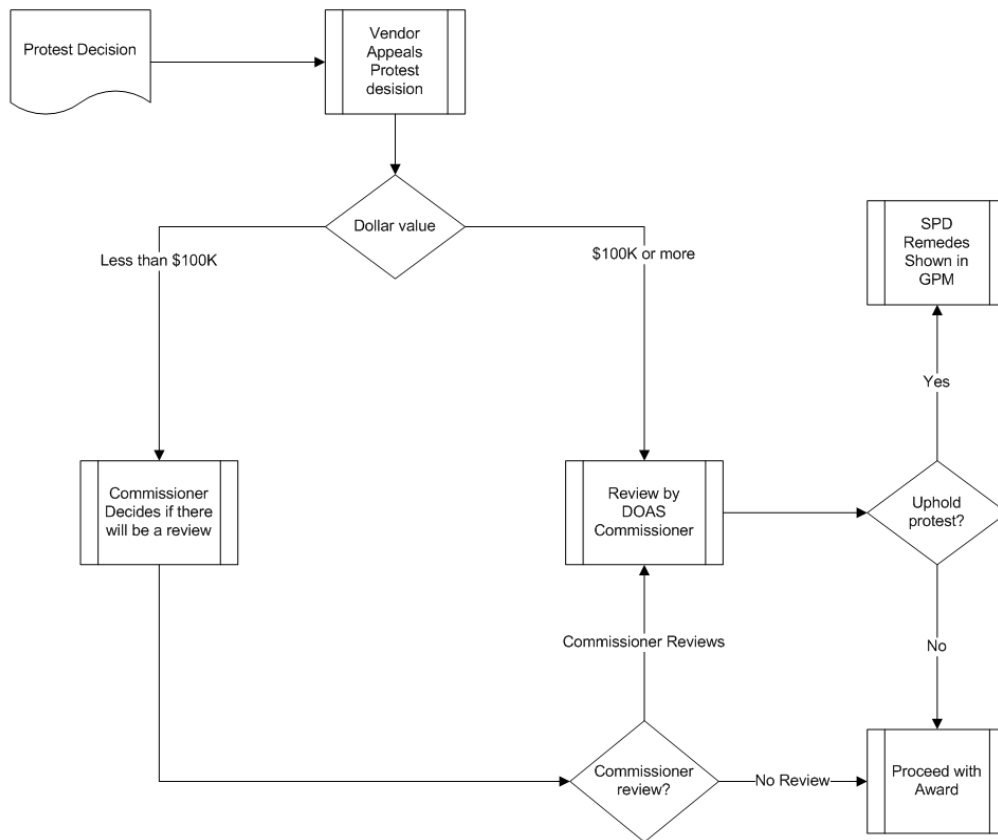 Protest Decision
Vendor
Appeals
Protest
desision
Dollar value
Less than $100K
$100K or more
SPD
Remedes
Shown in
GPM
Yes
Commissioner
Decides if there
will be a review
Review by
DOAS
Commissioner
Uphold
protest?
Commissioner Reviews
No
Commissioner
review?
No Review
Proceed with
Award